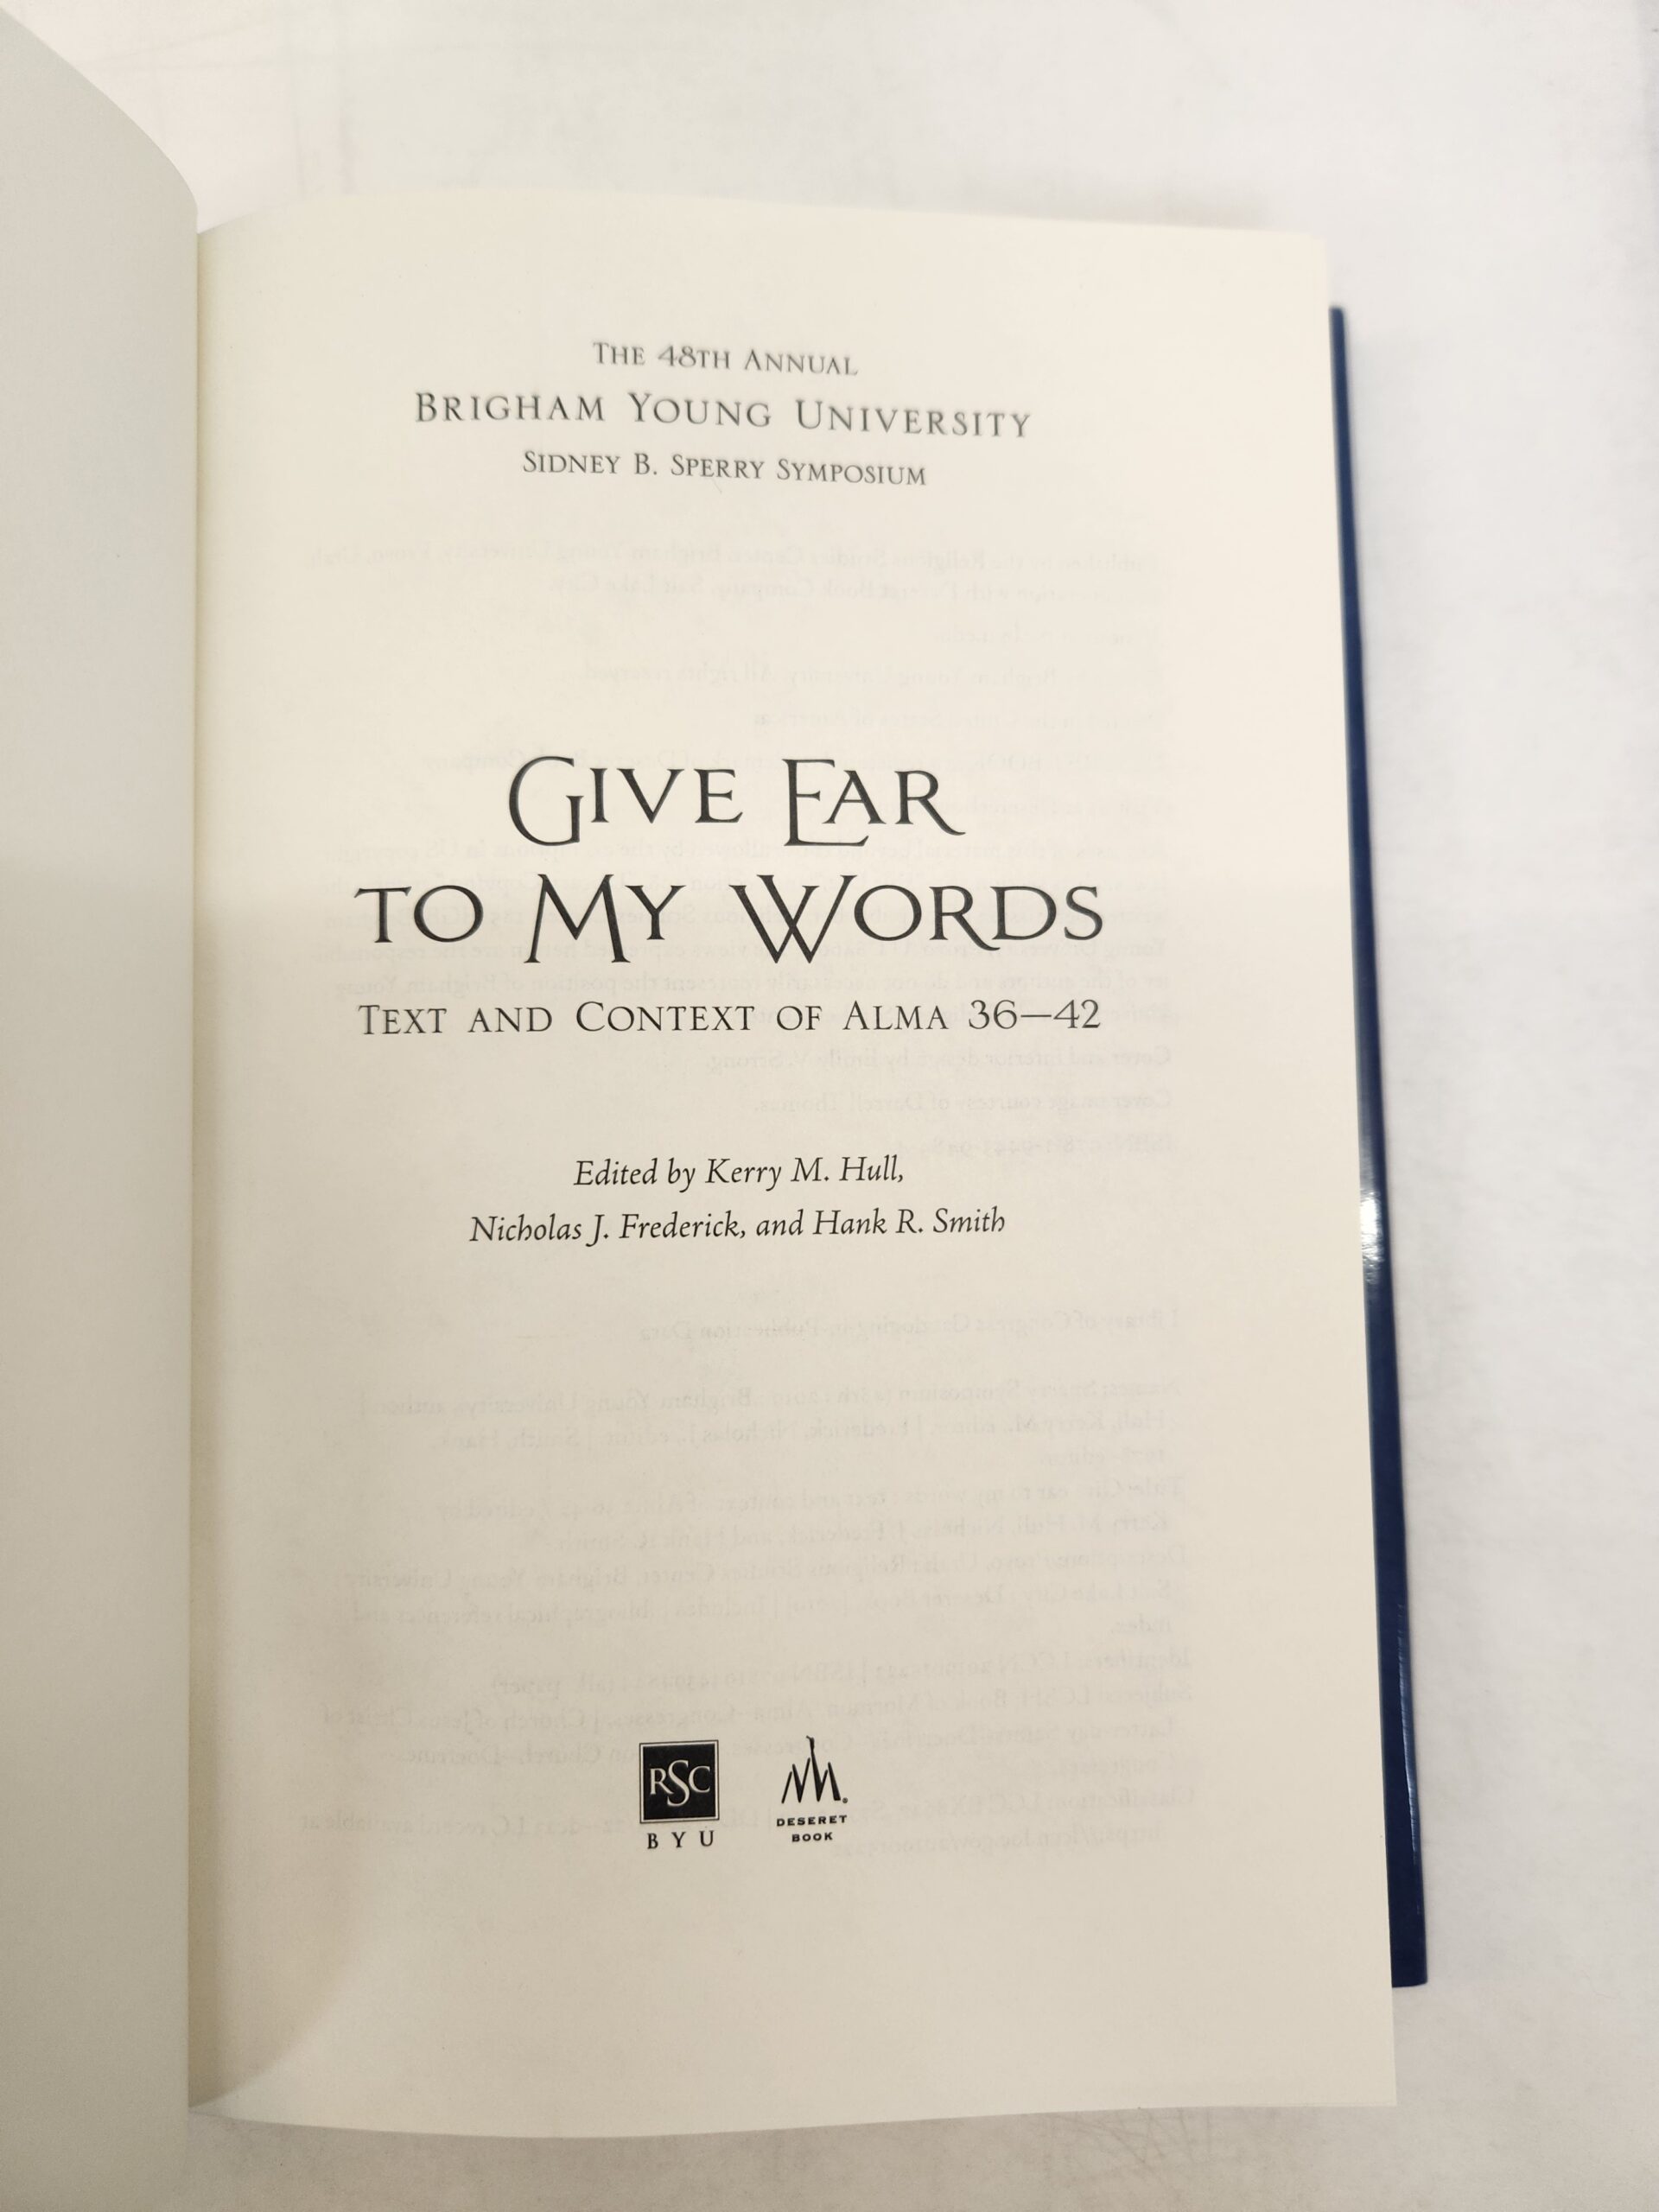 THE 48TH ANNUAL
BRIGHAM YOUNG UNIVERSITY
SIDNEY B. SPERRY SYMPOSIUM
GIVE EAR
TO MY WORDS
TEXT AND CONTEXT OF ALMA 36–42
Edited by Kerry M. Hull,
Nicholas J. Frederick, and Hank R. Smith
RSC
BYU
DESERET
BOOK